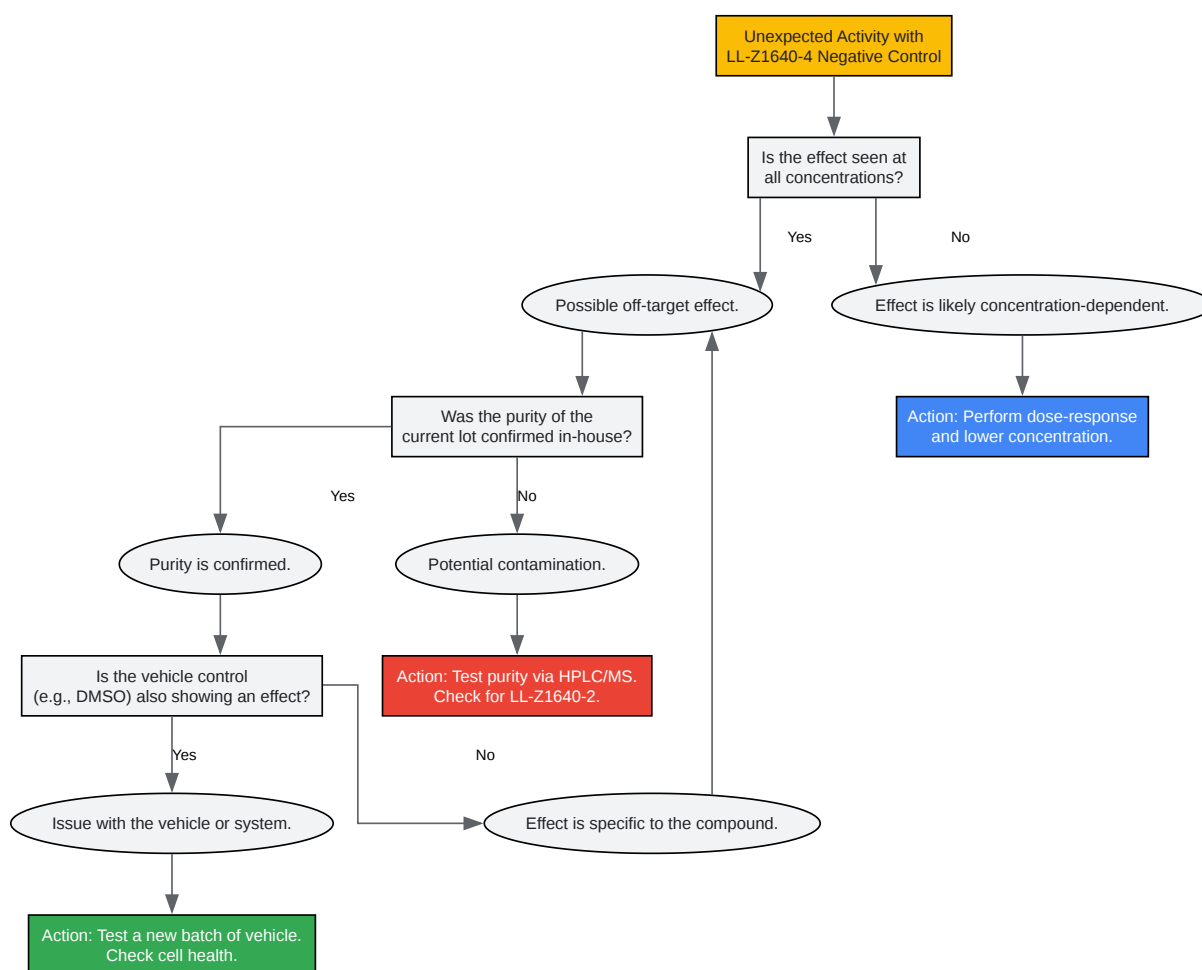 Unexpected Activity with
LL-Z1640-4 Negative Control
Is the effect seen at
all concentrations?
Yes
No
Possible off-target effect.
Effect is likely concentration-dependent.
Was the purity of the
current lot confirmed in-house?
Action: Perform dose-response
and lower concentration.
Yes
No
Purity is confirmed.
Potential contamination.
Is the vehicle control
(e.g., DMSO) also showing an effect?
Action: Test purity via HPLC/MS.
Check for LL-Z1640-2.
Yes
No
Issue with the vehicle or system.
Effect is specific to the compound.
Action: Test a new batch of vehicle.
Check cell health.